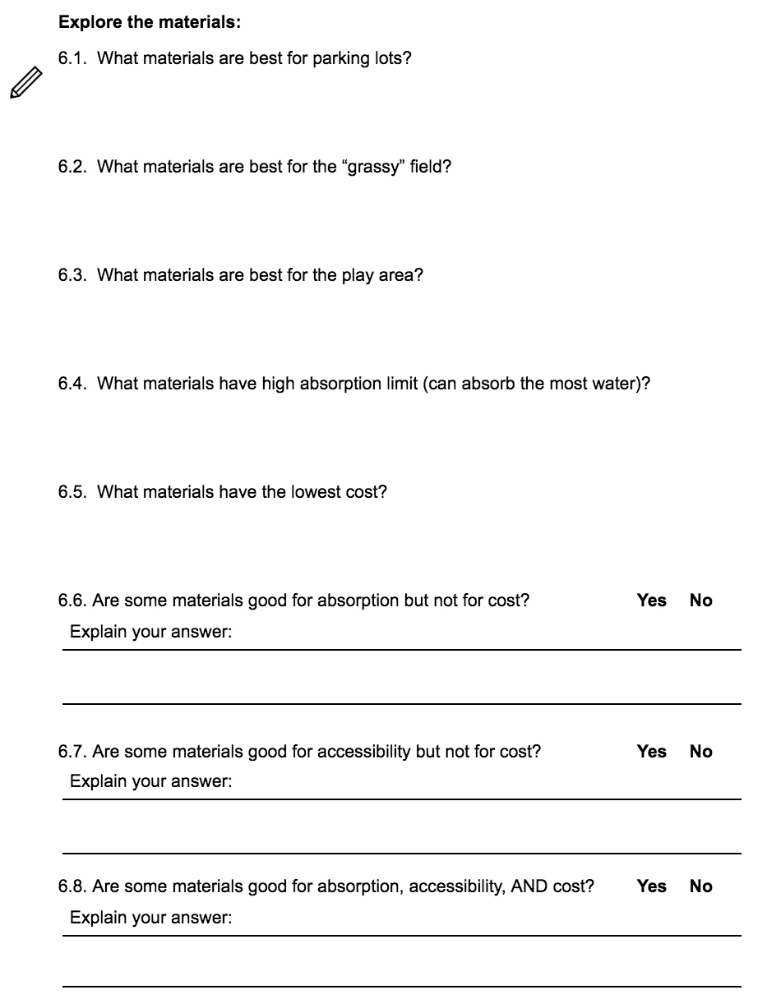 Explore the materials:
6.1. What materials are best for parking lots?
6.2. What materials are best for the “grassy” field?
6.3. What materials are best for the play area?
6.4. What materials have high absorption limit (can absorb the most water)?
6.5. What materials have the lowest cost?
6.6. Are some materials good for absorption but not for cost? Yes No
Explain your answer:
6.7. Are some materials good for accessibility but not for cost? Yes No
Explain your answer:
6.8. Are some materials good for absorption, accessibility, AND cost? Yes No
Explain your answer: